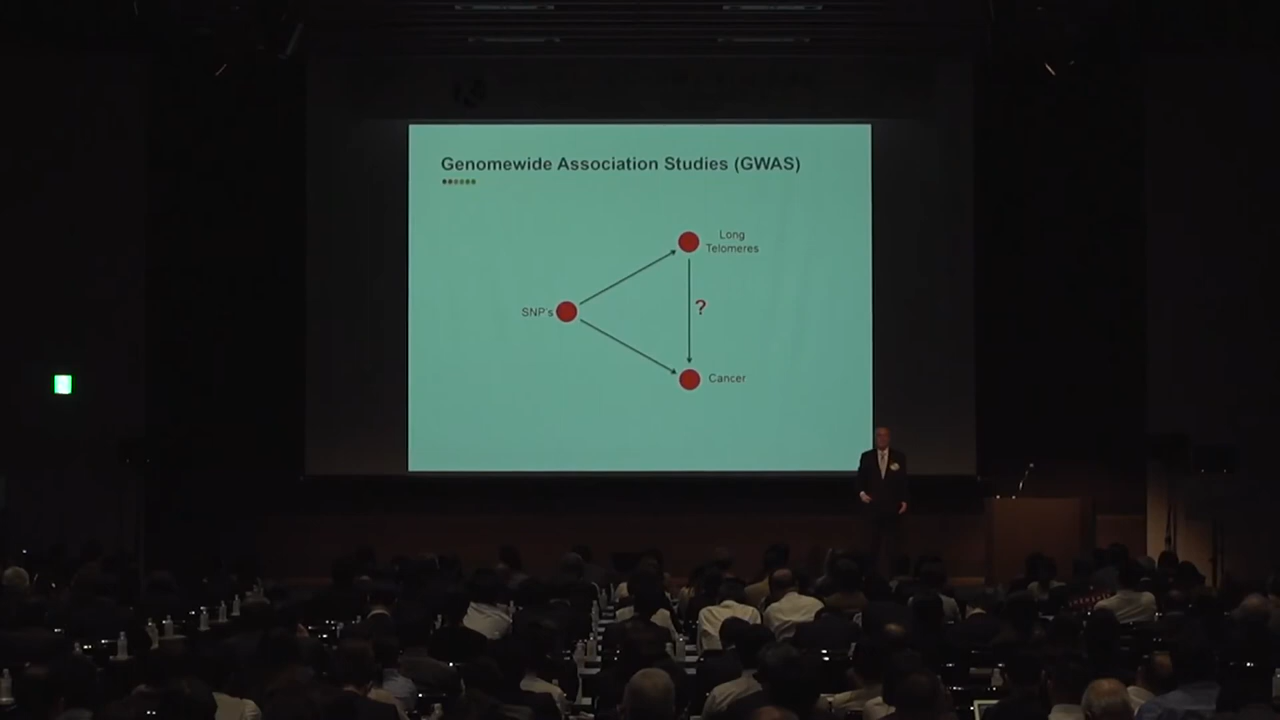 Genomewide Association Studies (GWAS)
Long
Telomeres
SNP's
?
Cancer